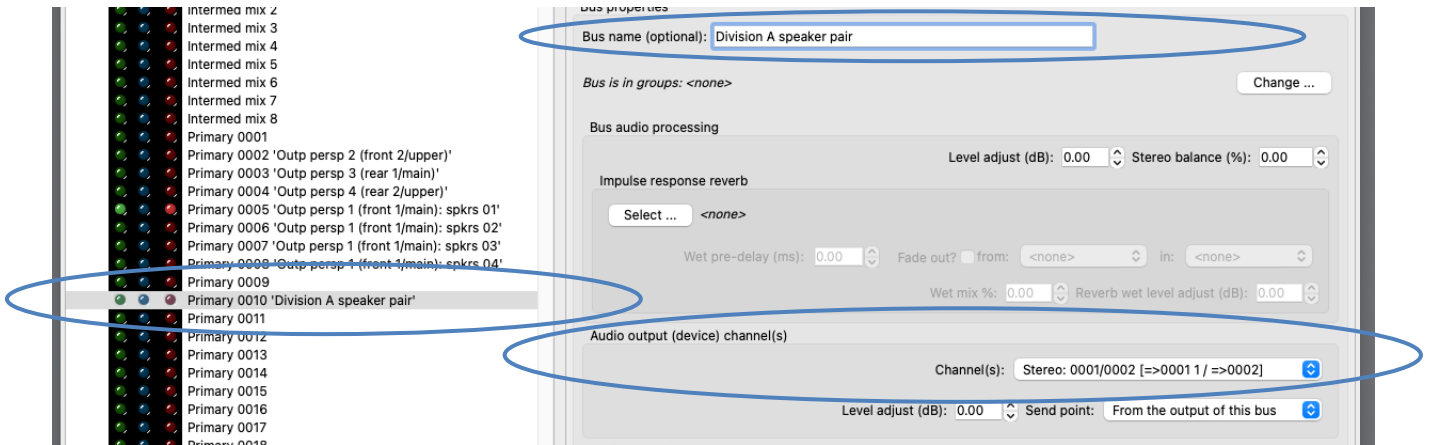 Intermed mix 2
Intermed mix 3
Intermed mix 4
Intermed mix 5
Intermed mix 6
Intermed mix 7
Intermed mix 8
Primary 0001
Primary 0002 'Outp persp 2 (front 2/upper)'
Primary 0003 'Outp persp 3 (rear 1/main)'
Primary 0004 'Outp persp 4 (rear 2/upper)'
Primary 0005 'Outp persp 1 (front 1/main): spkrs 01'
Primary 0006 'Outp persp 1 (front 1/main): spkrs 02'
Primary 0007 'Outp persp 1 (front 1/main): spkrs 03'
Primary 0008 'Outp persp 1 (front 1/main): spkrs 04'
Primary 0009
Primary 0010 'Division A speaker pair'
Primary 0011
Primary 0012
Primary 0013
Primary 0014
Primary 0015
Primary 0016
Primary 0017
Primary 0018
Bus properties
Bus name (optional): Division A speaker pair
Bus is in groups: <none> Change ...
Bus audio processing
Level adjust (dB): 0.00 Stereo balance (%): 0.00
Impulse response reverb
Select ... <none>
Wet pre-delay (ms): 0.00 Fade out? from: <none> in: <none>
Wet mix %: 0.00 Reverb wet level adjust (dB): 0.00
Audio output (device) channel(s)
Channel(s): Stereo: 0001/0002 [=>0001 1 / =>0002]
Level adjust (dB): 0.00 Send point: From the output of this bus